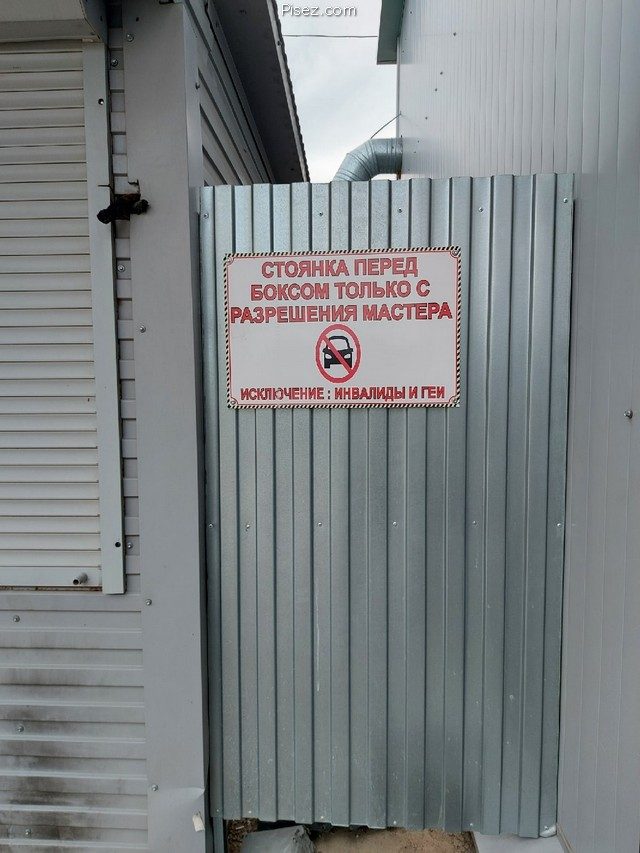 Pisez.com
СТОЯНКА ПЕРЕД
БОКСОМ ТОЛЬКО С
РАЗРЕШЕНИЯ МАСТЕРА
ИСКЛЮЧЕНИЕ : ИНВАЛИДЫ И ГЕИ